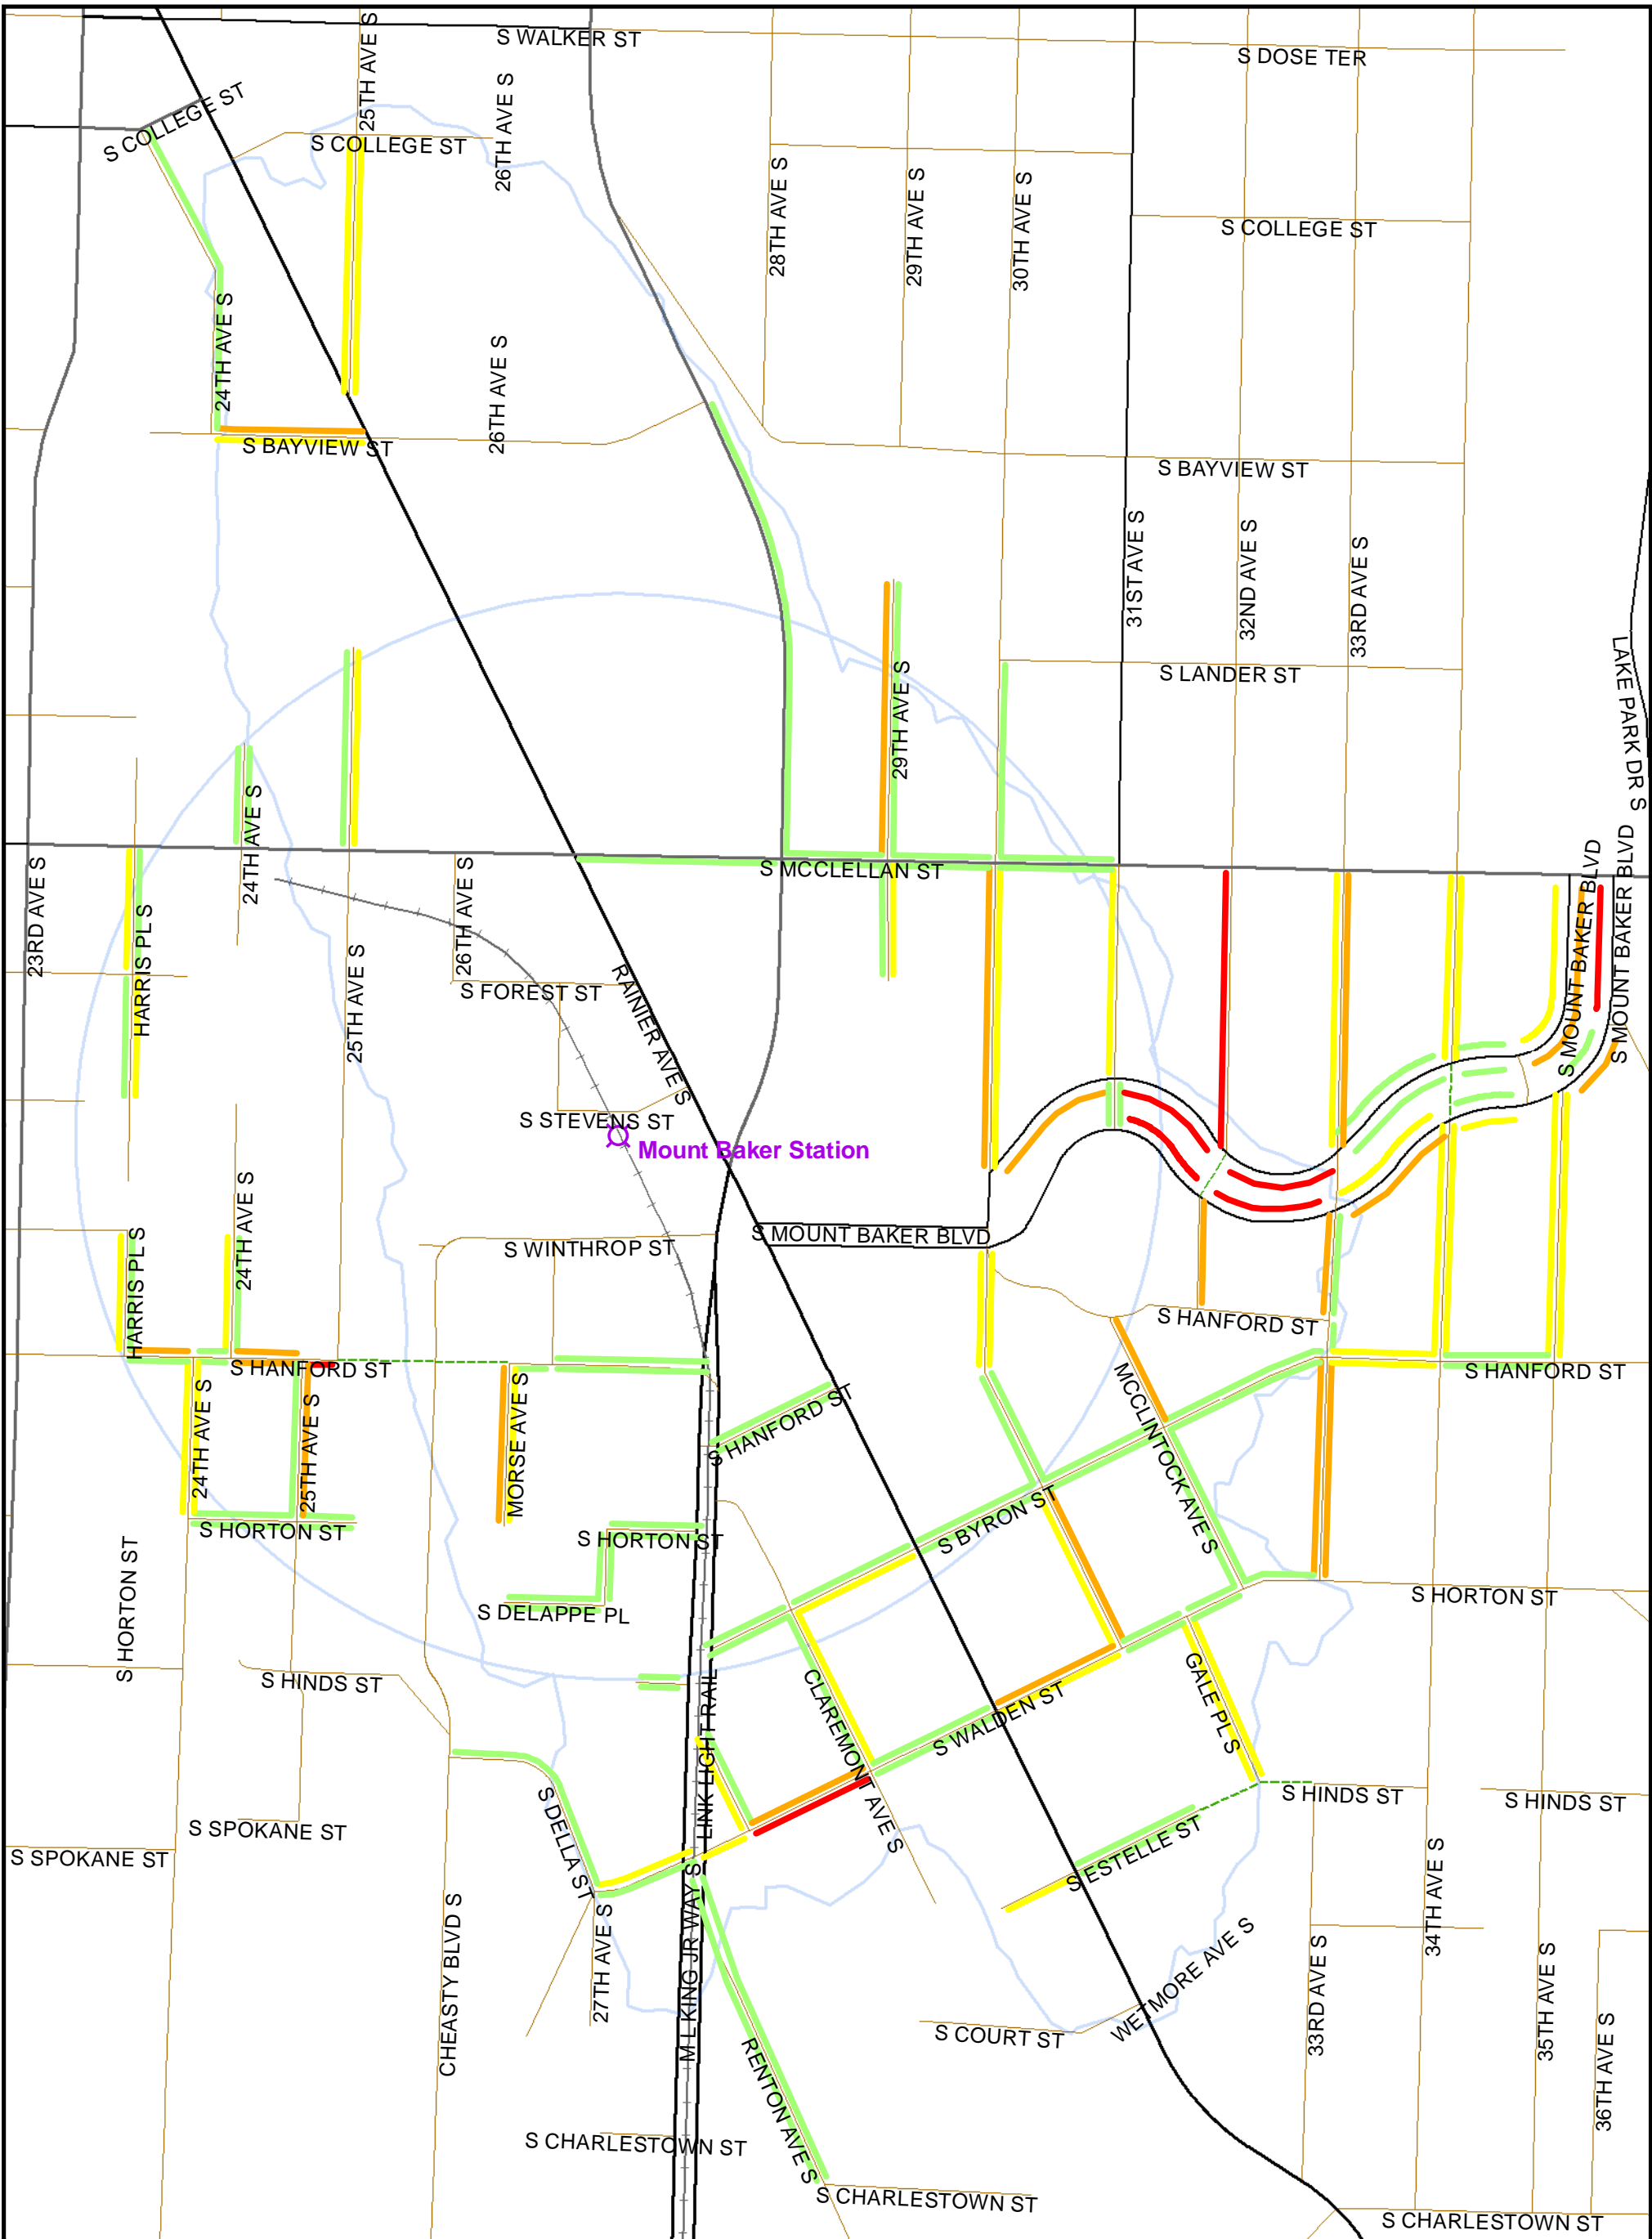 S WALKER ST
S DOSE TER
25TH AVE S
S COLLEGE ST
S COLLEGE ST
26TH AVE S
28TH AVE S
29TH AVE S
30TH AVE S
S COLLEGE ST
24TH AVE S
26TH AVE S
S BAYVIEW ST
S BAYVIEW ST
31ST AVE S
32ND AVE S
33RD AVE S
LAKE PARK DR S
S LANDER ST
29TH AVE S
24TH AVE S
S MCCLELLAN ST
23RD AVE S
HARRIS PL S
25TH AVE S
26TH AVE S
S FOREST ST
RAINIER AVE S
S MOUNT BAKER BLVD
S MOUNT BAKER BLVD
S STEVENS ST
Mount Baker Station
HARRIS PL S
24TH AVE S
S WINTHROP ST
S MOUNT BAKER BLVD
S HANFORD ST
S HANFORD ST
S HANFORD ST
24TH AVE S
25TH AVE S
MORSE AVE S
S HANFORD ST
MCCLINTOCK AVE S
S HORTON ST
S HORTON ST
S HORTON ST
S BYRON ST
S HORTON ST
S DELAPPE PL
S HINDS ST
LINK LIGHT RAIL
CLAREMONT AVE S
S WALDEN ST
GALE PL S
S HINDS ST
S HINDS ST
S SPOKANE ST
S SPOKANE ST
S DELLA ST
S ESTELLE ST
CHEASTY BLVD S
27TH AVE S
M L KING JR WAY S
RENTON AVE S
S COURT ST
WETMORE AVE S
33RD AVE S
34TH AVE S
35TH AVE S
36TH AVE S
S CHARLESTOWN ST
S CHARLESTOWN ST
S CHARLESTOWN ST